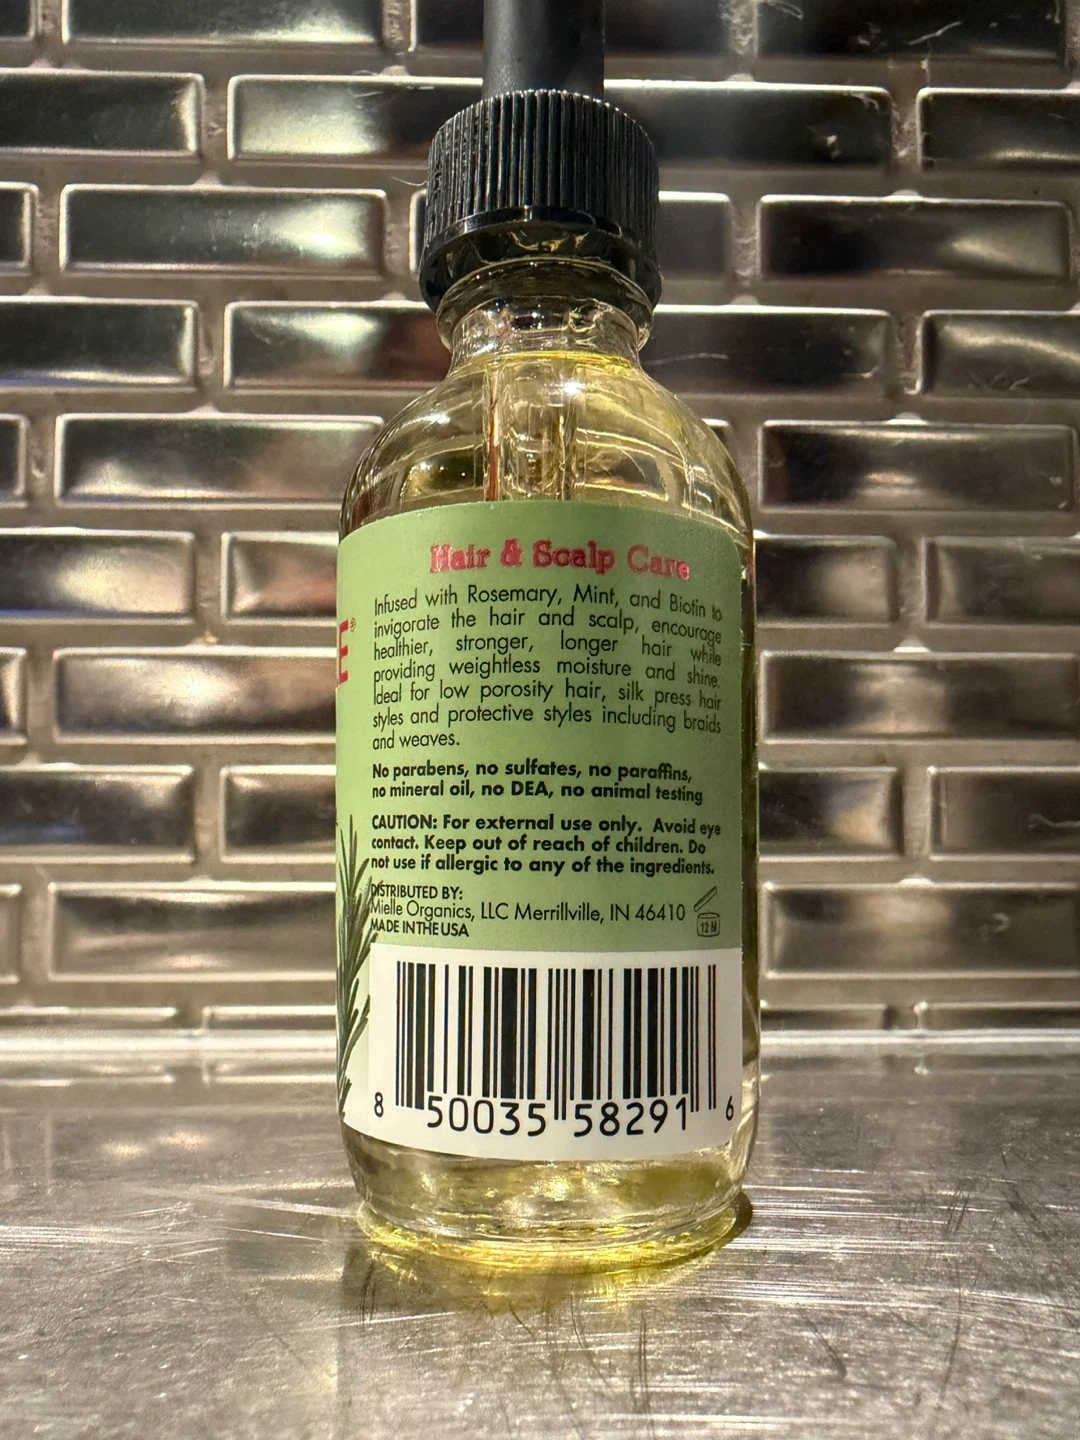 E®
Hair & Scalp Care
Infused with Rosemary, Mint, and Biotin to
invigorate the hair and scalp, encourage
healthier, stronger, longer hair while
providing weightless moisture and shine.
Ideal for low porosity hair, silk press hair
styles and protective styles including braids
and weaves.
No parabens, no sulfates, no paraffins,
no mineral oil, no DEA, no animal testing
CAUTION: For external use only. Avoid eye
contact. Keep out of reach of children. Do
not use if allergic to any of the ingredients.
DISTRIBUTED BY:
Mielle Organics, LLC Merrillville, IN 46410
MADE IN THE USA
12 M
8 50035 58291 6